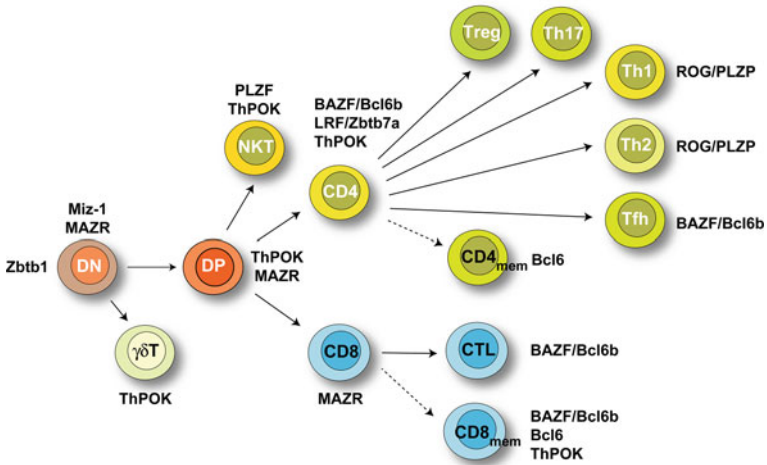 Treg
Th17
Th1
ROG/PLZP
PLZF
ThPOK
NKT
BAZF/Bcl6b
LRF/Zbtb7a
ThPOK
CD4
Th2
ROG/PLZP
Tfh
BAZF/Bcl6b
Miz-1
MAZR
Zbtb1
DN
DP
ThPOK
MAZR
CD4mem
Bcl6
γδT
ThPOK
CD8
MAZR
CTL
BAZF/Bcl6b
CD8mem
BAZF/Bcl6b
Bcl6
ThPOK